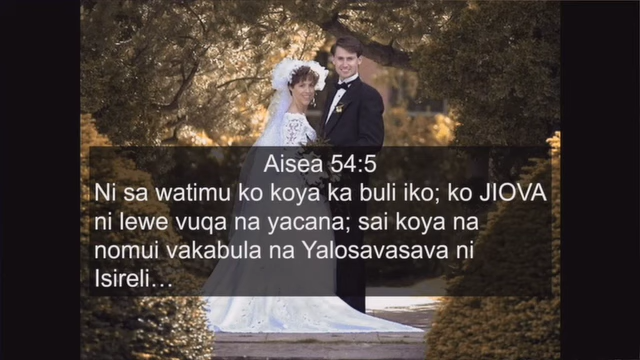 Aisea 54:5
Ni sa watimu ko koya ka buli iko; ko JIOVA
ni lewe vuqa na yacana; sai koya na
nomui vakabula na Yalosavasava ni
Isireli…